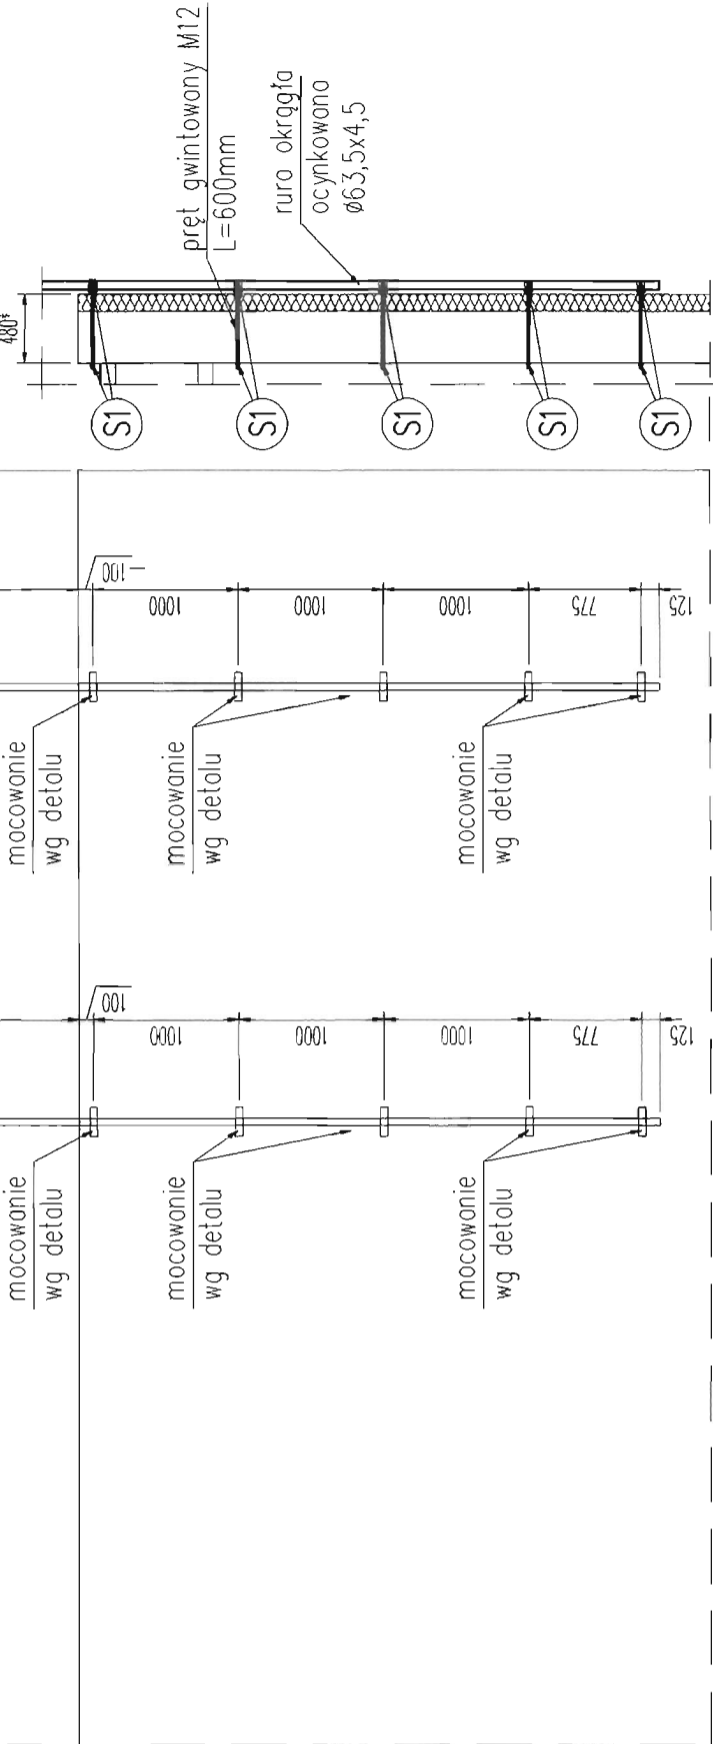 480*
pręt gwintowany M12
L=600mm
rura okrągła
ocynkowana
ø63,5x4,5
S1
S1
S1
S1
S1
100
1000
1000
1000
775
125
mocowanie
wg detalu
mocowanie
wg detalu
mocowanie
wg detalu
100
1000
1000
1000
775
125
mocowanie
wg detalu
mocowanie
wg detalu
mocowanie
wg detalu